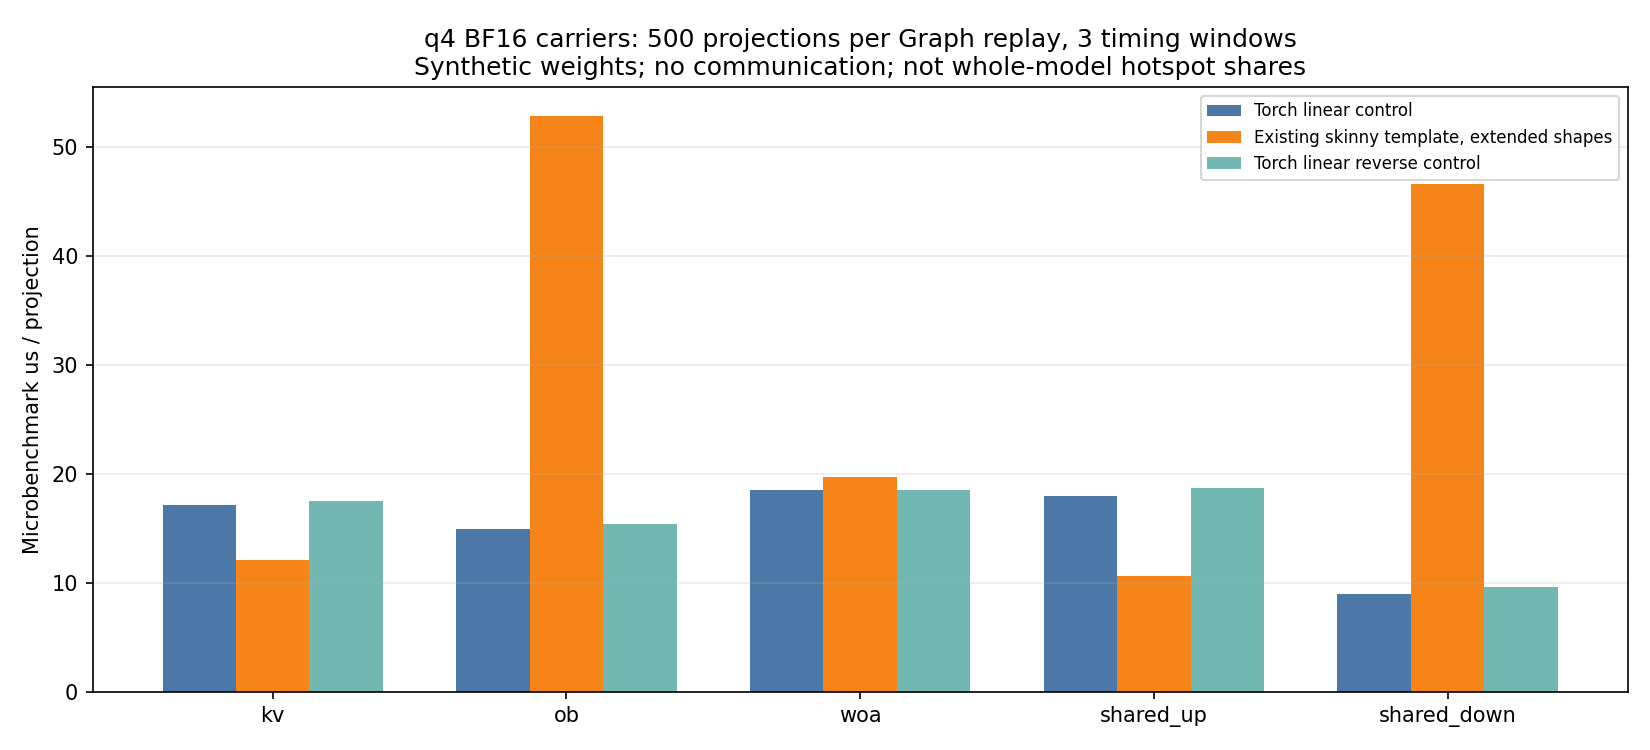 q4 BF16 carriers: 500 projections per Graph replay, 3 timing windows
Synthetic weights; no communication; not whole-model hotspot shares
Torch linear control
Existing skinny template, extended shapes
Torch linear reverse control
Microbenchmark us / projection
50
40
30
20
10
0
kv
ob
woa
shared_up
shared_down